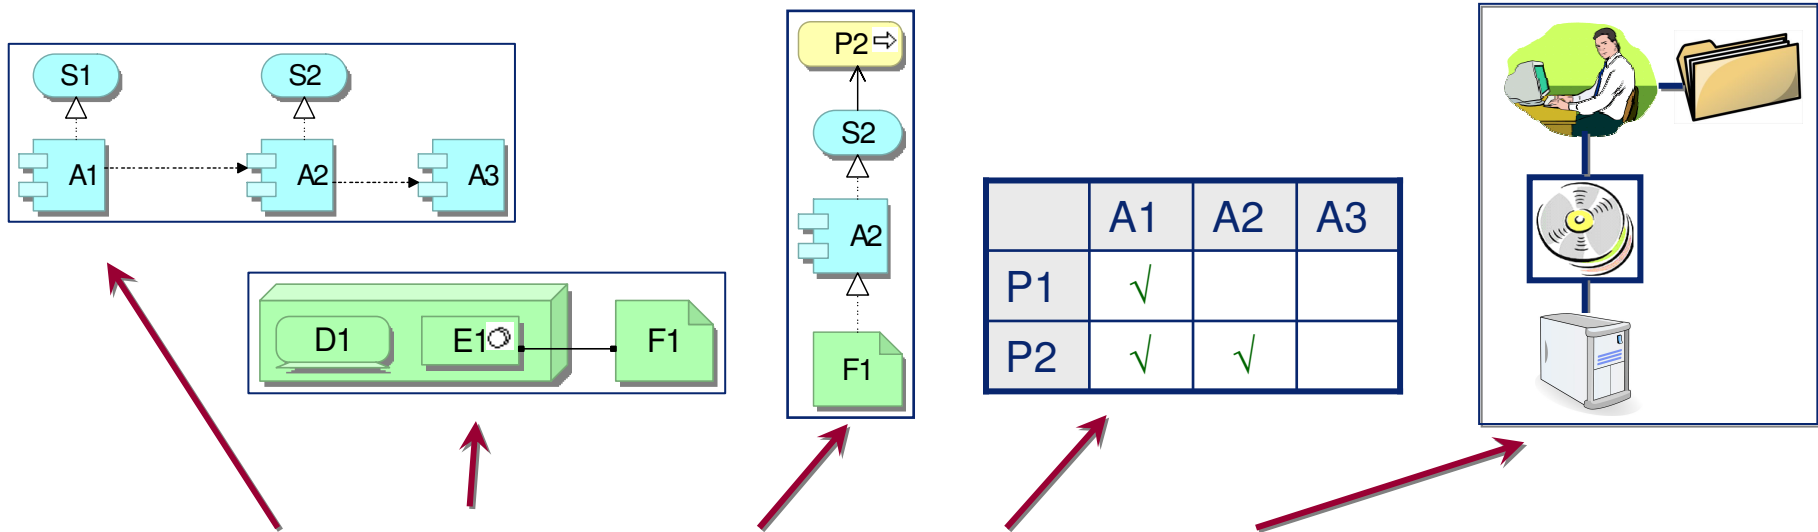 S1 S2
A1 A2 A3
D1 E1 F1
P2
S2
A2
F1
A1 A2 A3
P1 √
P2 √ √